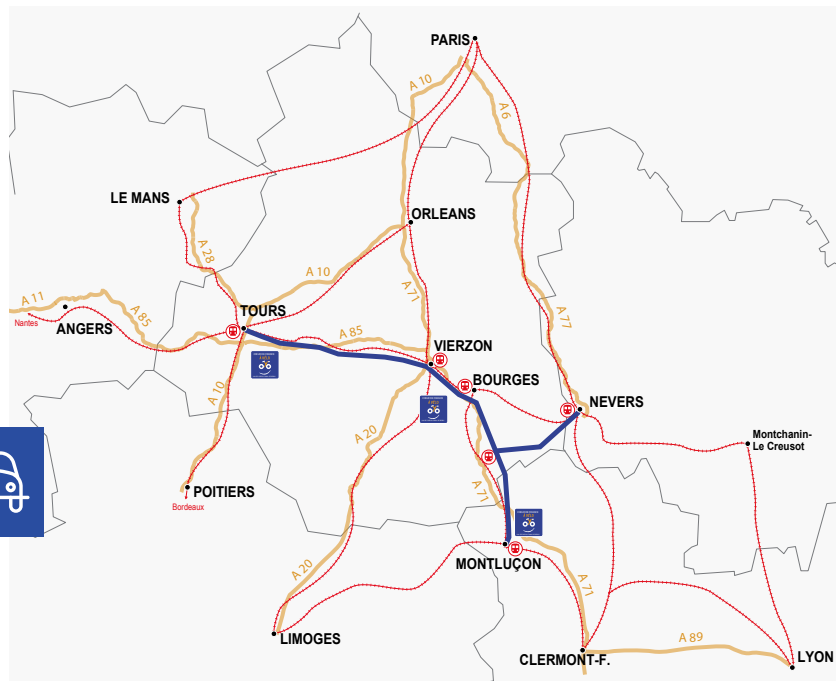 PARIS
A 10
A 6
LE MANS
ORLEANS
A 28
A 10
A 71
A 77
A 11
Nantes
ANGERS
A 85
TOURS
A 85
VIERZON
BOURGES
NEVERS
A 10
A 20
Montchanin-
Le Creusot
POITIERS
Bordeaux
A 71
A 20
MONTLUÇON
A 71
LIMOGES
CLERMONT-F.
A 89
LYON